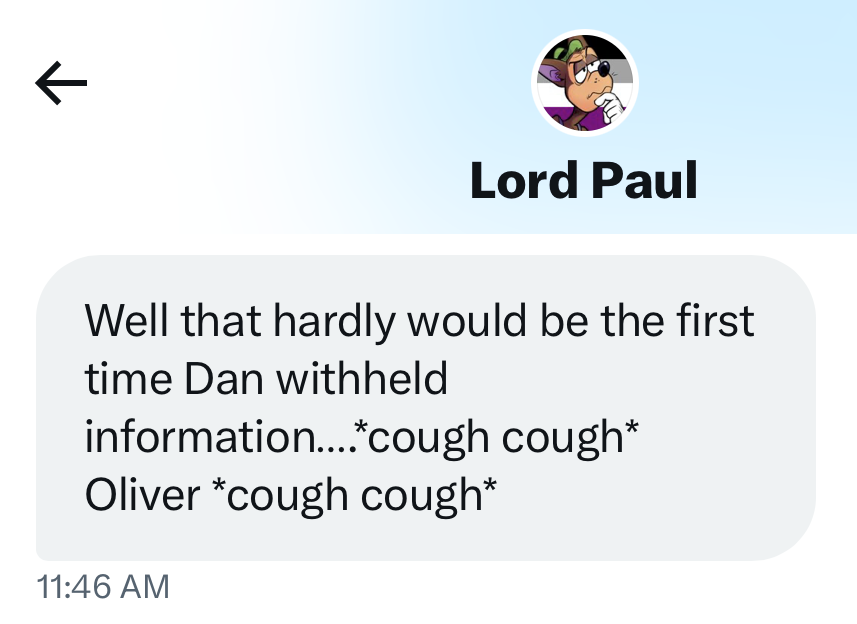 Lord Paul
Well that hardly would be the first
time Dan withheld
information....*cough cough*
Oliver *cough cough*
11:46 AM